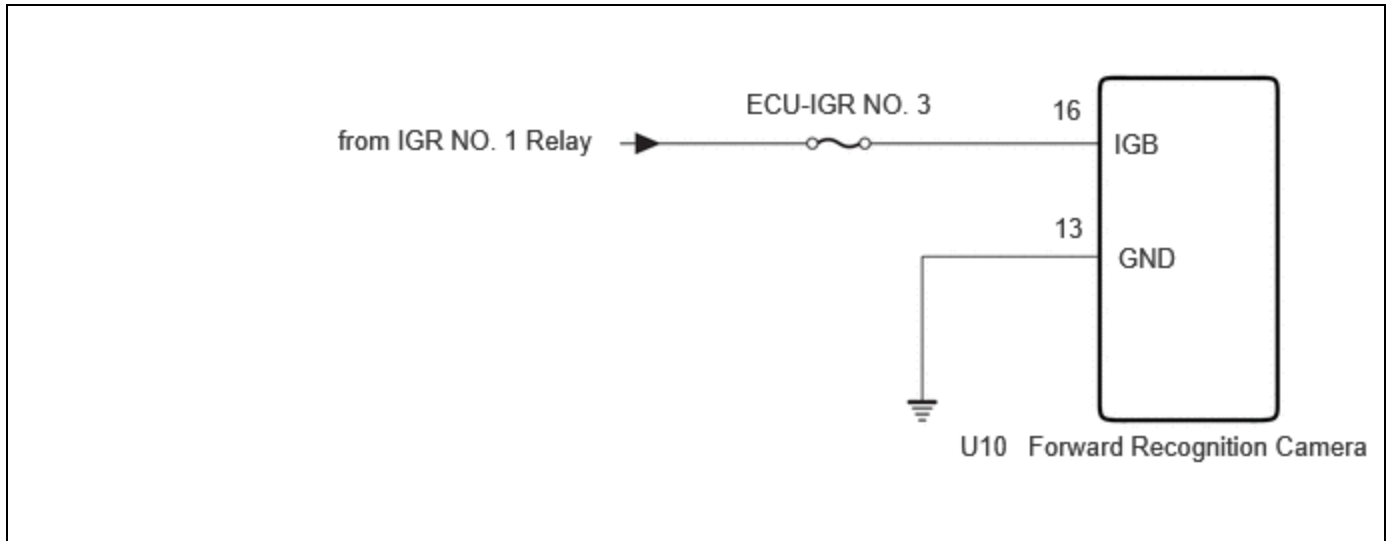 ECU-IGR NO. 3
16
from IGR NO. 1 Relay
IGB
13
GND
U10 Forward Recognition Camera